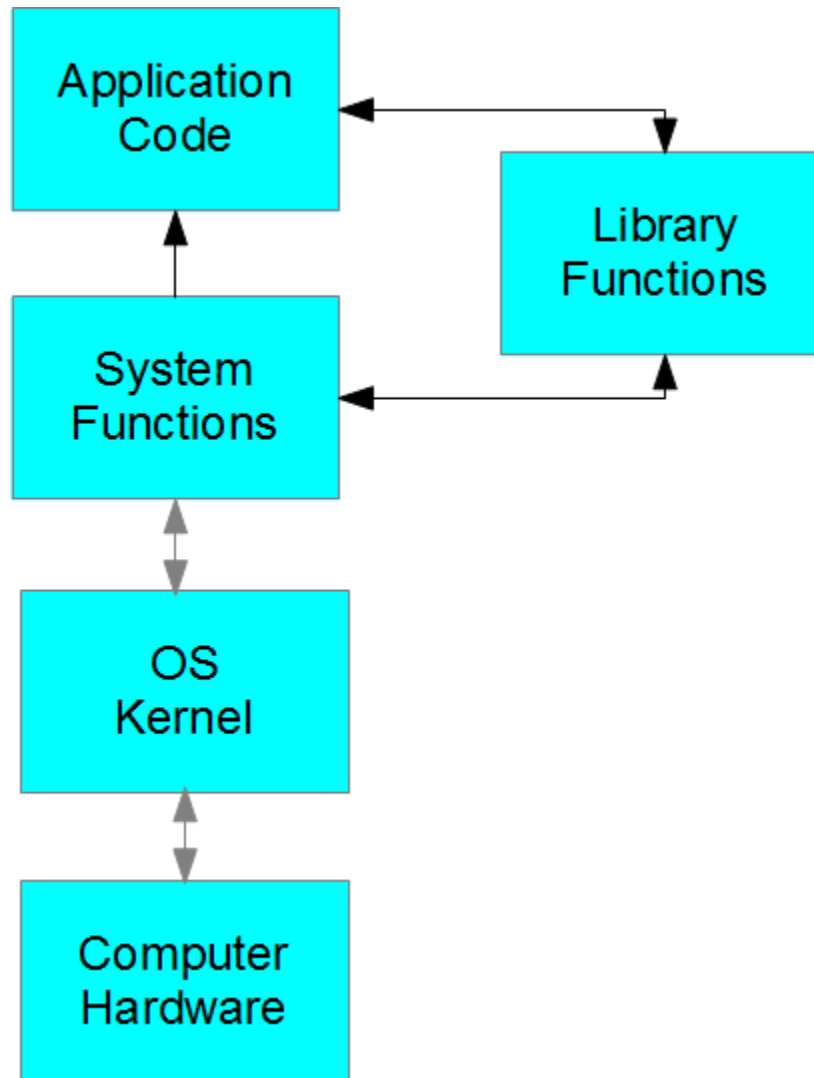 Application
Code
Library
Functions
System
Functions
OS
Kernel
Computer
Hardware